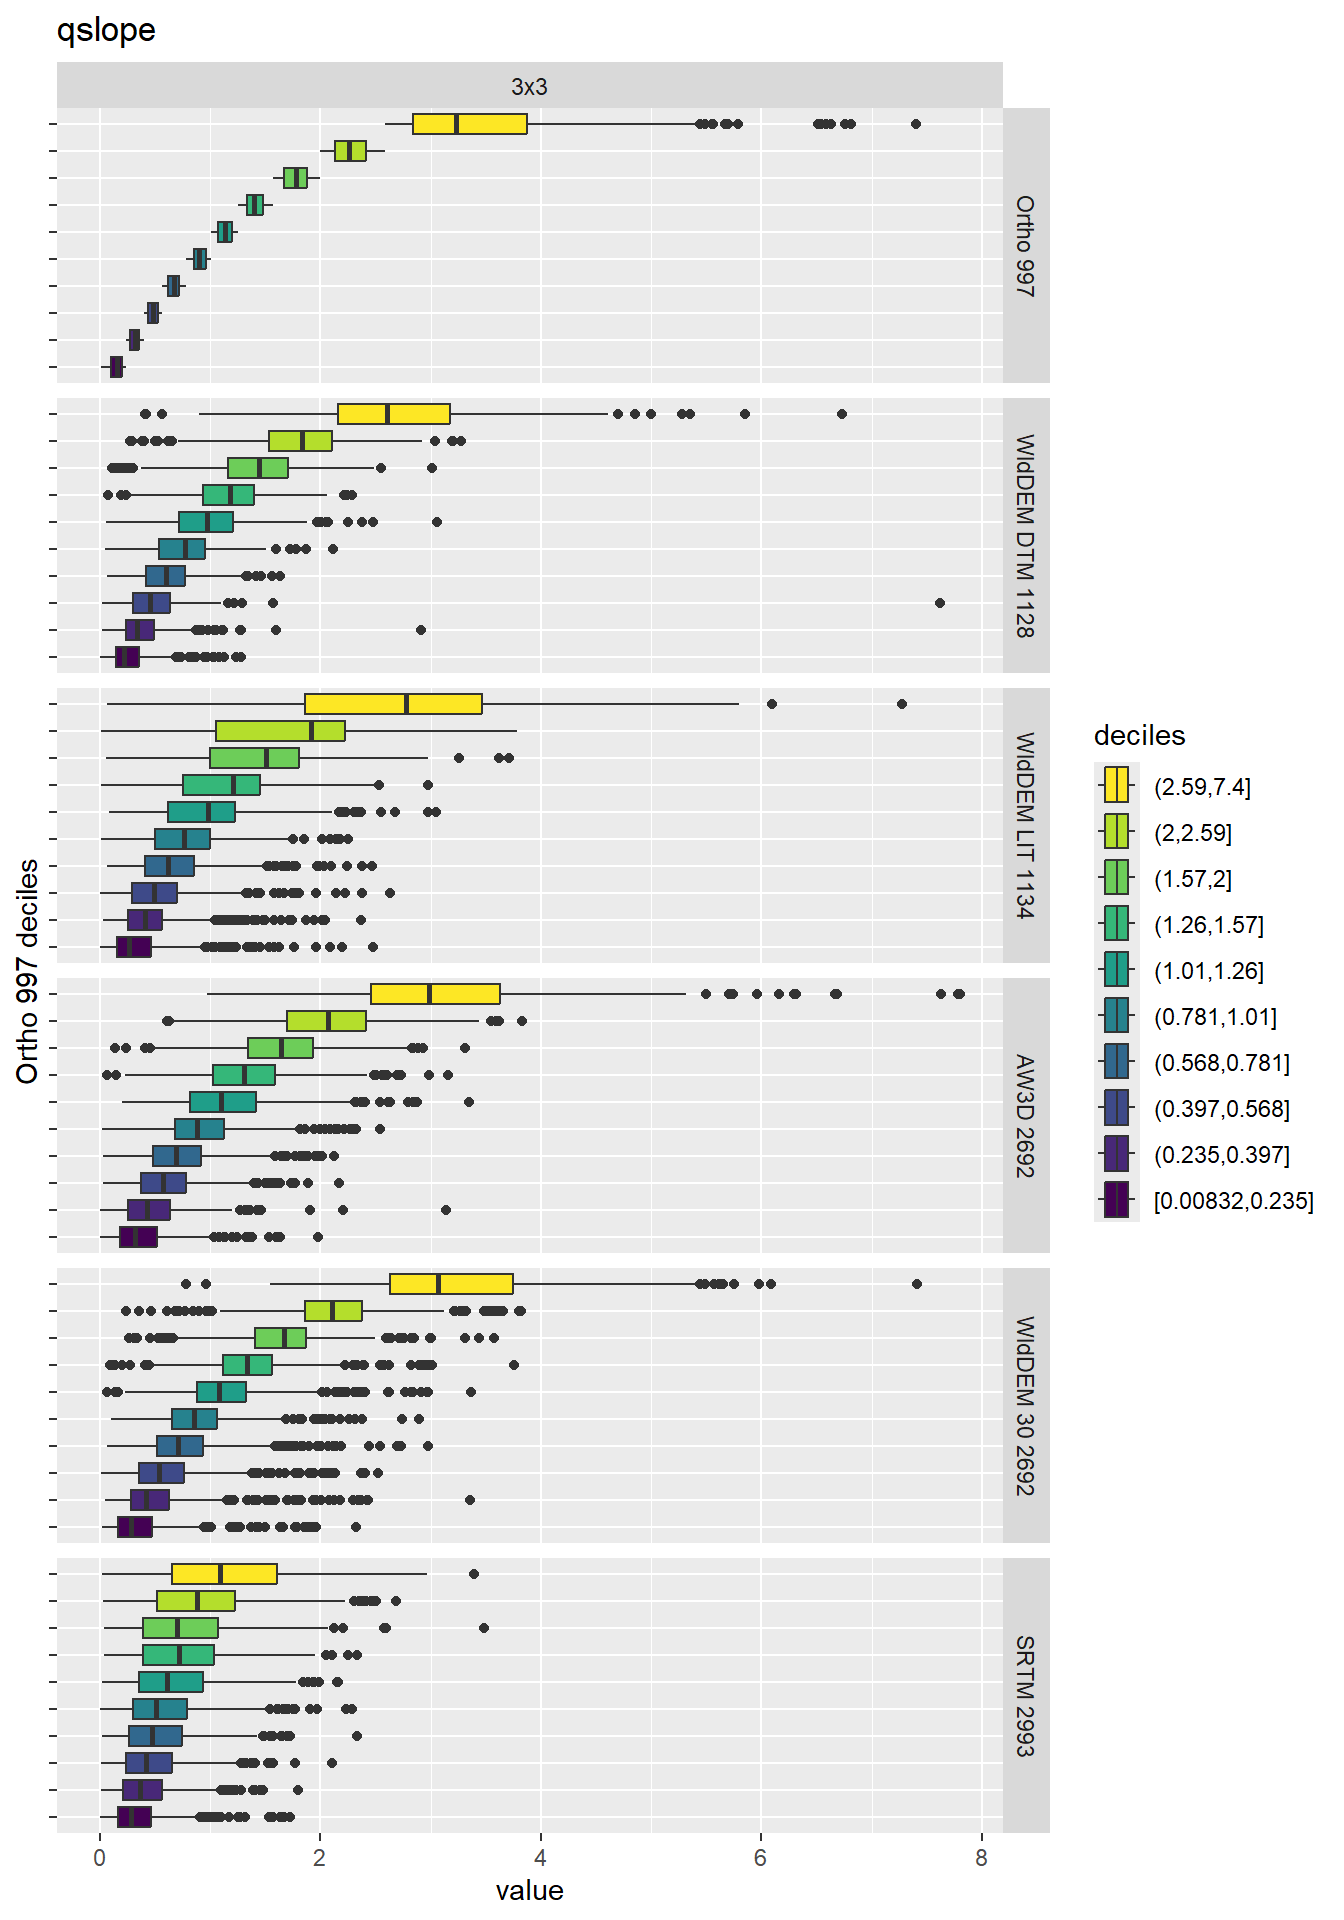 qslope
3x3
Ortho 997
WldDEM DTM 1128
WldDEM LIT 1134
AW3D 2692
WldDEM 30 2692
SRTM 2993
Ortho 997 deciles
0 2 4 6 8
value
deciles
(2.59,7.4]
(2,2.59]
(1.57,2]
(1.26,1.57]
(1.01,1.26]
(0.781,1.01]
(0.568,0.781]
(0.397,0.568]
(0.235,0.397]
[0.00832,0.235]